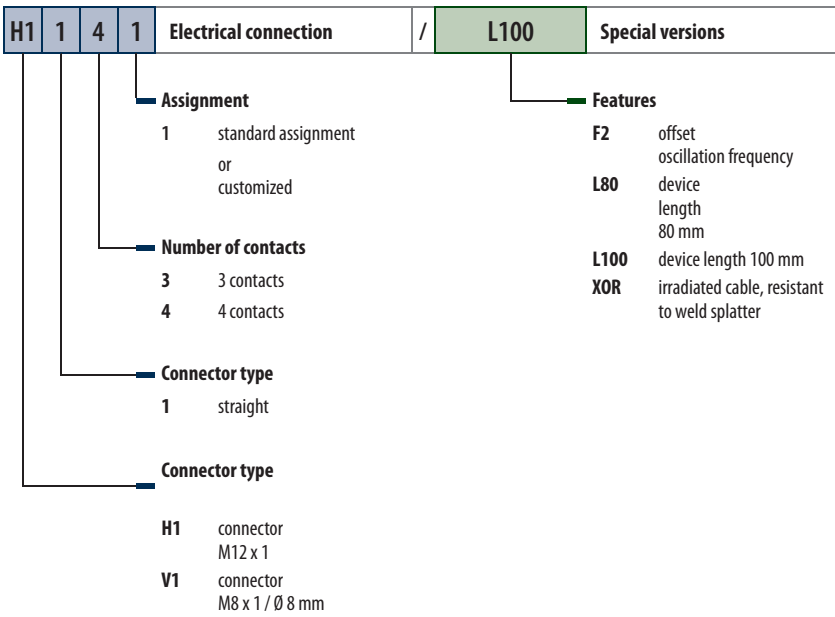 H1 1 4 1 Electrical connection / L100 Special versions
Assignment
1 standard assignment
or
customized
Number of contacts
3 3 contacts
4 4 contacts
Connector type
1 straight
Connector type
H1 connector
M12 x 1
V1 connector
M8 x 1 / Ø 8 mm
Features
F2 offset
oscillation frequency
L80 device
length
80 mm
L100 device length 100 mm
XOR irradiated cable, resistant
to weld splatter